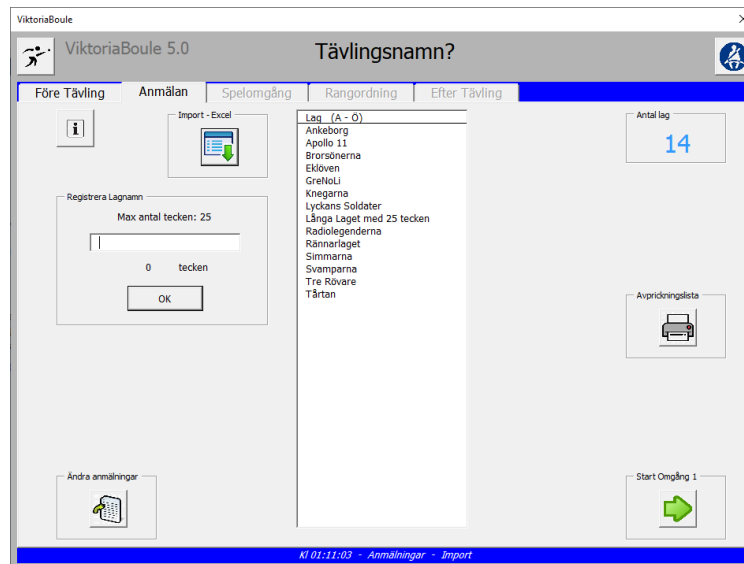 ViktoriaBoule
ViktoriaBoule 5.0
Tävlingsnamn?
Före Tävling
Anmälan
Spelomgång
Rangordning
Efter Tävling
i
Import - Excel
Registrera Lagnamn
Max antal tecken: 25
0 tecken
OK
Ändra anmälningar
Lag (A - Ö)
Ankeborg
Apollo 11
Brorsönerna
Eklöven
GreNoLi
Knegarna
Lyckans Soldater
Långa Laget med 25 tecken
Radiolegenderna
Rännarlaget
Simmarna
Svamparna
Tre Rövare
Tårtan
Antal lag
14
Avprickningslista
Start Omgång 1
Kl 01:11:03 - Anmälningar - Import